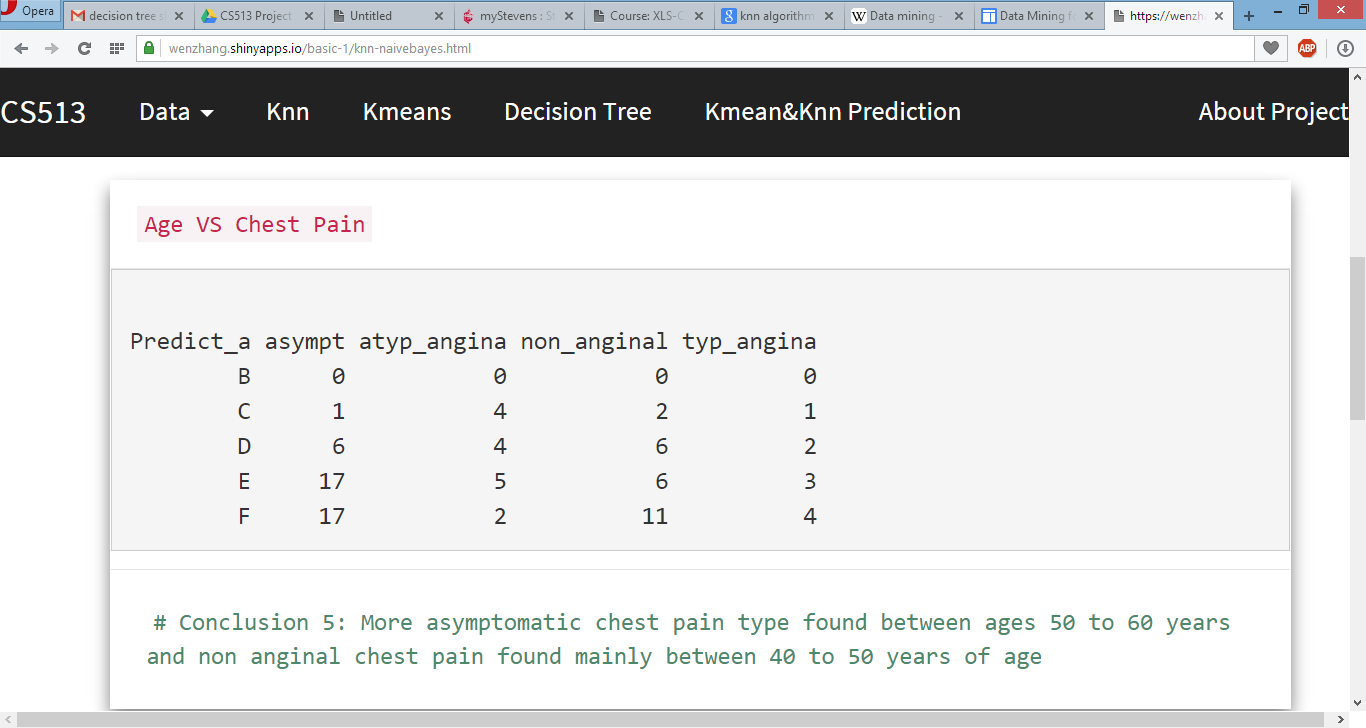 Opera
decision tree s
CS513 Project
Untitled
myStevens : St
Course: XLS-C
knn algorithm
W Data mining -
Data Mining f
https://wenzh
wenzhang.shinyapps.io/basic-1/knn-naivebayes.html
ABP
CS513 Data Knn Kmeans Decision Tree Kmean&Knn Prediction About Project
Age VS Chest Pain
Predict_a asympt atyp_angina non_anginal typ_angina
B 0 0 0 0
C 1 4 2 1
D 6 4 6 2
E 17 5 6 3
F 17 2 11 4
# Conclusion 5: More asymptomatic chest pain type found between ages 50 to 60 years
and non anginal chest pain found mainly between 40 to 50 years of age